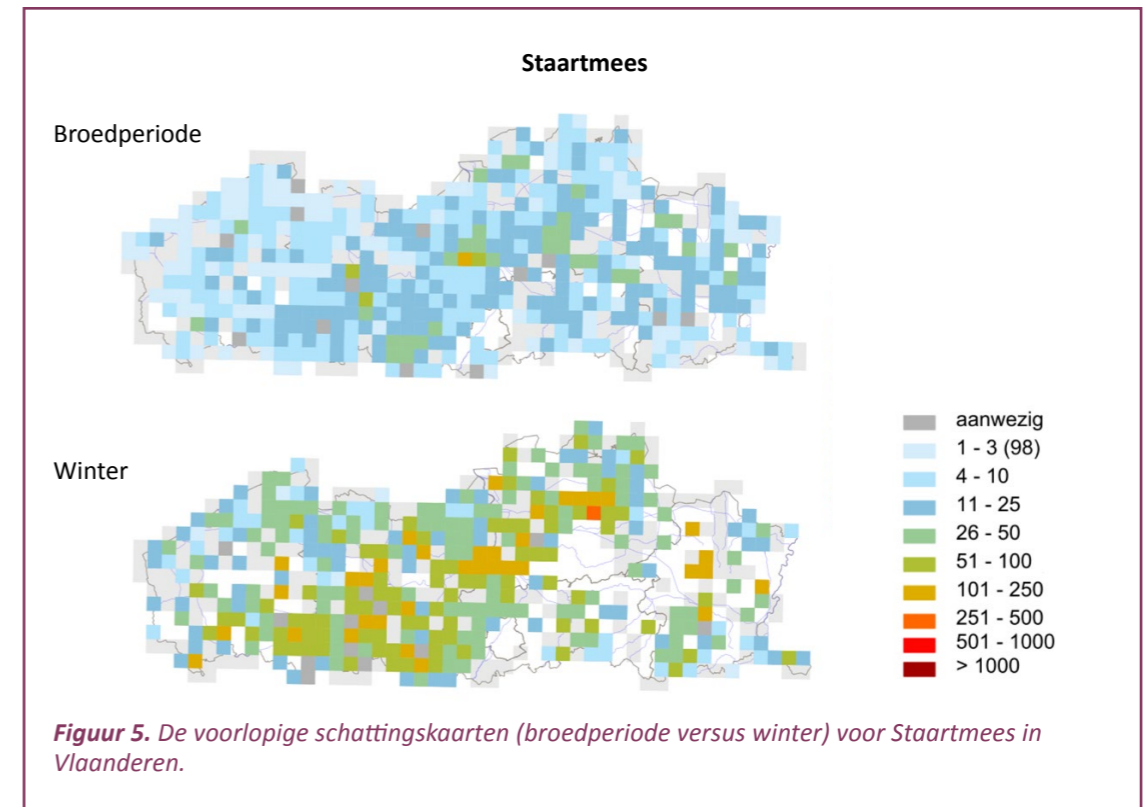 Staartmees
Broedperiode
Winter
aanwezig
1 - 3 (98)
4 - 10
11 - 25
26 - 50
51 - 100
101 - 250
251 - 500
501 - 1000
> 1000
Figuur 5. De voorlopige schattingskaarten (broedperiode versus winter) voor Staartmees in
Vlaanderen.